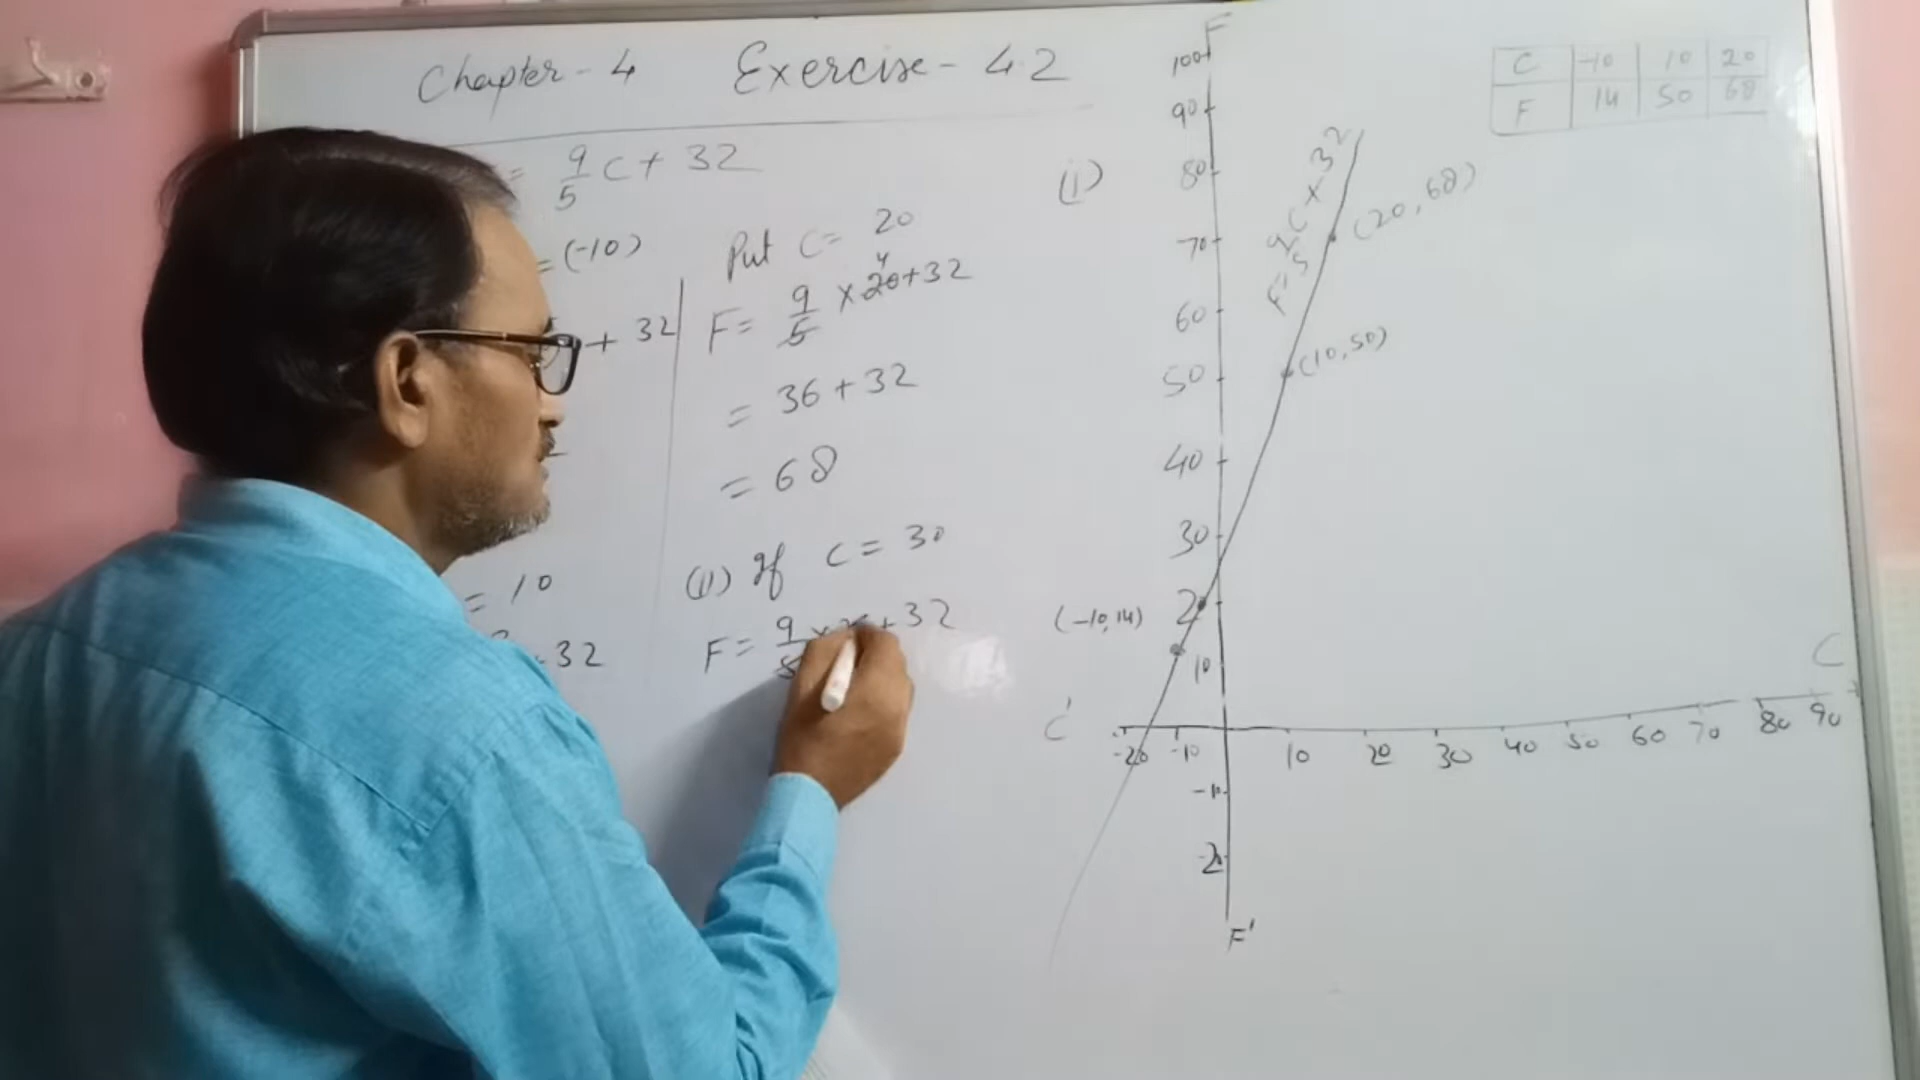 Chapter - 4 Exercise - 4.2
= 9/5 C + 32
= (-10)
+ 32
= 10
32
Put C = 20
F = 9/5 × 20 + 32
4
= 36 + 32
= 68
(ii) If C = 30
F = 9/5 × + 32
(i)
F
100
90
80
70
60
50
40
30
20
10
-20 -10 10 20 30 40 50 60 70 80 90
C'
C
-10
-2
F'
F = 9/5 C × 32
(20, 68)
(10, 50)
(-10, 14)
C -10 10 20
F 14 50 68